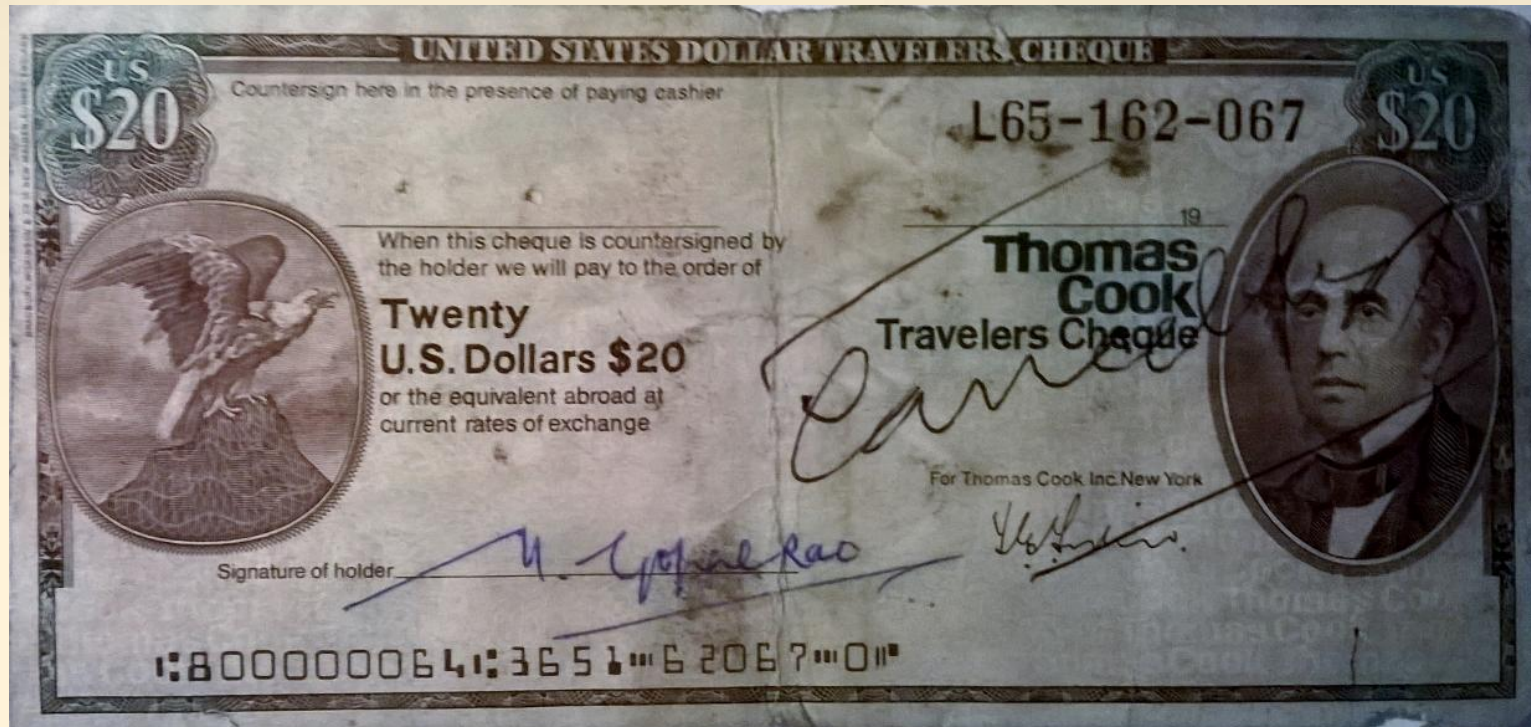 UNITED STATES DOLLAR TRAVELERS CHEQUE
US
$20
Countersign here in the presence of paying cashier
L65-162-067
US
$20
19
When this cheque is countersigned by
the holder we will pay to the order of
Twenty
U.S. Dollars $20
or the equivalent abroad at
current rates of exchange
Thomas
Cook
Travelers Cheque
Cancelled
For Thomas Cook Inc. New York
Signature of holder
⑆800000064⑆3651⑈62067⑈0⑈